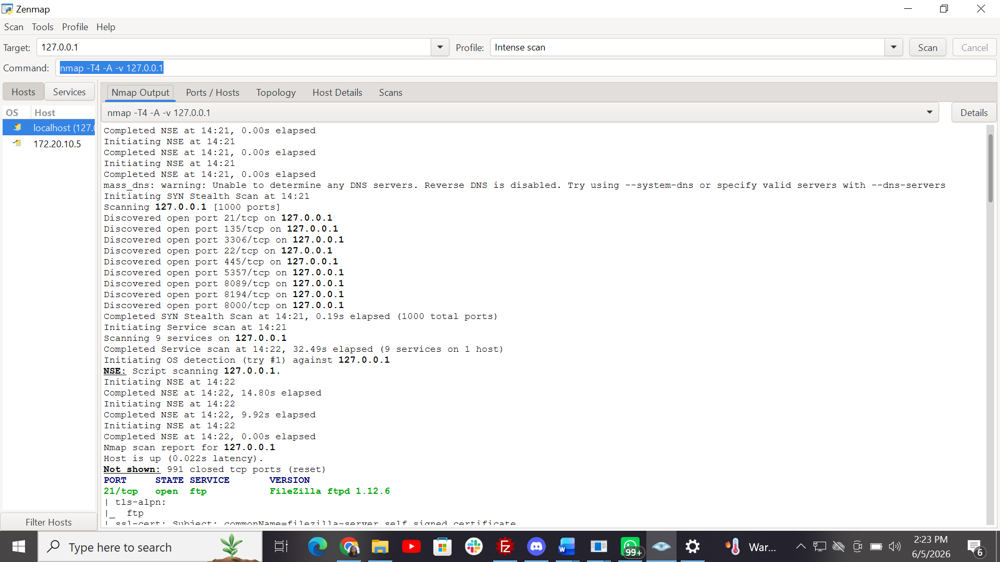 Zenmap
Scan Tools Profile Help
Target: 127.0.0.1 Profile: Intense scan Scan Cancel
Command: nmap -T4 -A -v 127.0.0.1
Hosts Services
OS Host
localhost (127.0
172.20.10.5
Filter Hosts
Nmap Output Ports / Hosts Topology Host Details Scans
nmap -T4 -A -v 127.0.0.1 Details
Completed NSE at 14:21, 0.00s elapsed
Initiating NSE at 14:21
Completed NSE at 14:21, 0.00s elapsed
Initiating NSE at 14:21
Completed NSE at 14:21, 0.00s elapsed
mass_dns: warning: Unable to determine any DNS servers. Reverse DNS is disabled. Try using --system-dns or specify valid servers with --dns-servers
Initiating SYN Stealth Scan at 14:21
Scanning 127.0.0.1 [1000 ports]
Discovered open port 21/tcp on 127.0.0.1
Discovered open port 135/tcp on 127.0.0.1
Discovered open port 3306/tcp on 127.0.0.1
Discovered open port 22/tcp on 127.0.0.1
Discovered open port 445/tcp on 127.0.0.1
Discovered open port 5357/tcp on 127.0.0.1
Discovered open port 8089/tcp on 127.0.0.1
Discovered open port 8194/tcp on 127.0.0.1
Discovered open port 8000/tcp on 127.0.0.1
Completed SYN Stealth Scan at 14:21, 0.19s elapsed (1000 total ports)
Initiating Service scan at 14:21
Scanning 9 services on 127.0.0.1
Completed Service scan at 14:22, 32.49s elapsed (9 services on 1 host)
Initiating OS detection (try #1) against 127.0.0.1
NSE: Script scanning 127.0.0.1.
Initiating NSE at 14:22
Completed NSE at 14:22, 14.80s elapsed
Initiating NSE at 14:22
Completed NSE at 14:22, 9.92s elapsed
Initiating NSE at 14:22
Completed NSE at 14:22, 0.00s elapsed
Nmap scan report for 127.0.0.1
Host is up (0.022s latency).
Not shown: 991 closed tcp ports (reset)
PORT STATE SERVICE VERSION
21/tcp open ftp FileZilla ftpd 1.12.6
| tls-alpn:
|_ ftp
| ssl-cert: Subject: commonName=filezilla-server self signed certificate
Type here to search
99+
War...
2:23 PM
6/5/2026
6